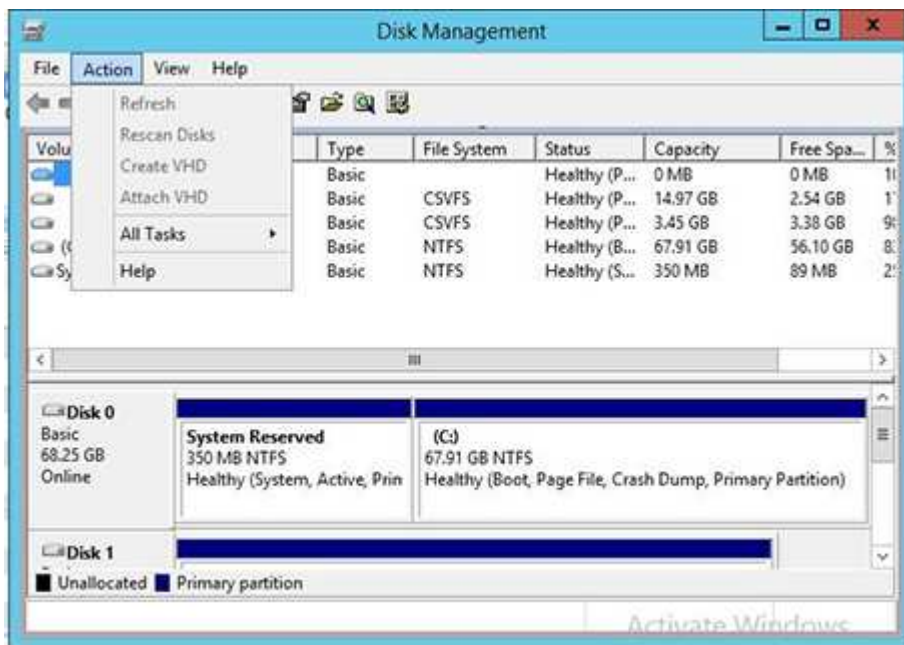 Disk Management
File Action View Help
Refresh
Rescan Disks
Create VHD
Attach VHD
All Tasks
Help
Volu Type File System Status Capacity Free Spa... %
Basic Healthy (P... 0 MB 0 MB
Basic CSVFS Healthy (P... 14.97 GB 2.54 GB
Basic CSVFS Healthy (P... 3.45 GB 3.38 GB
Basic NTFS Healthy (B... 67.91 GB 56.10 GB
Sy Basic NTFS Healthy (S... 350 MB 89 MB
Disk 0
Basic
68.25 GB
Online
System Reserved
350 MB NTFS
Healthy (System, Active, Prin
(C:)
67.91 GB NTFS
Healthy (Boot, Page File, Crash Dump, Primary Partition)
Disk 1
Unallocated Primary partition
Activate Windows